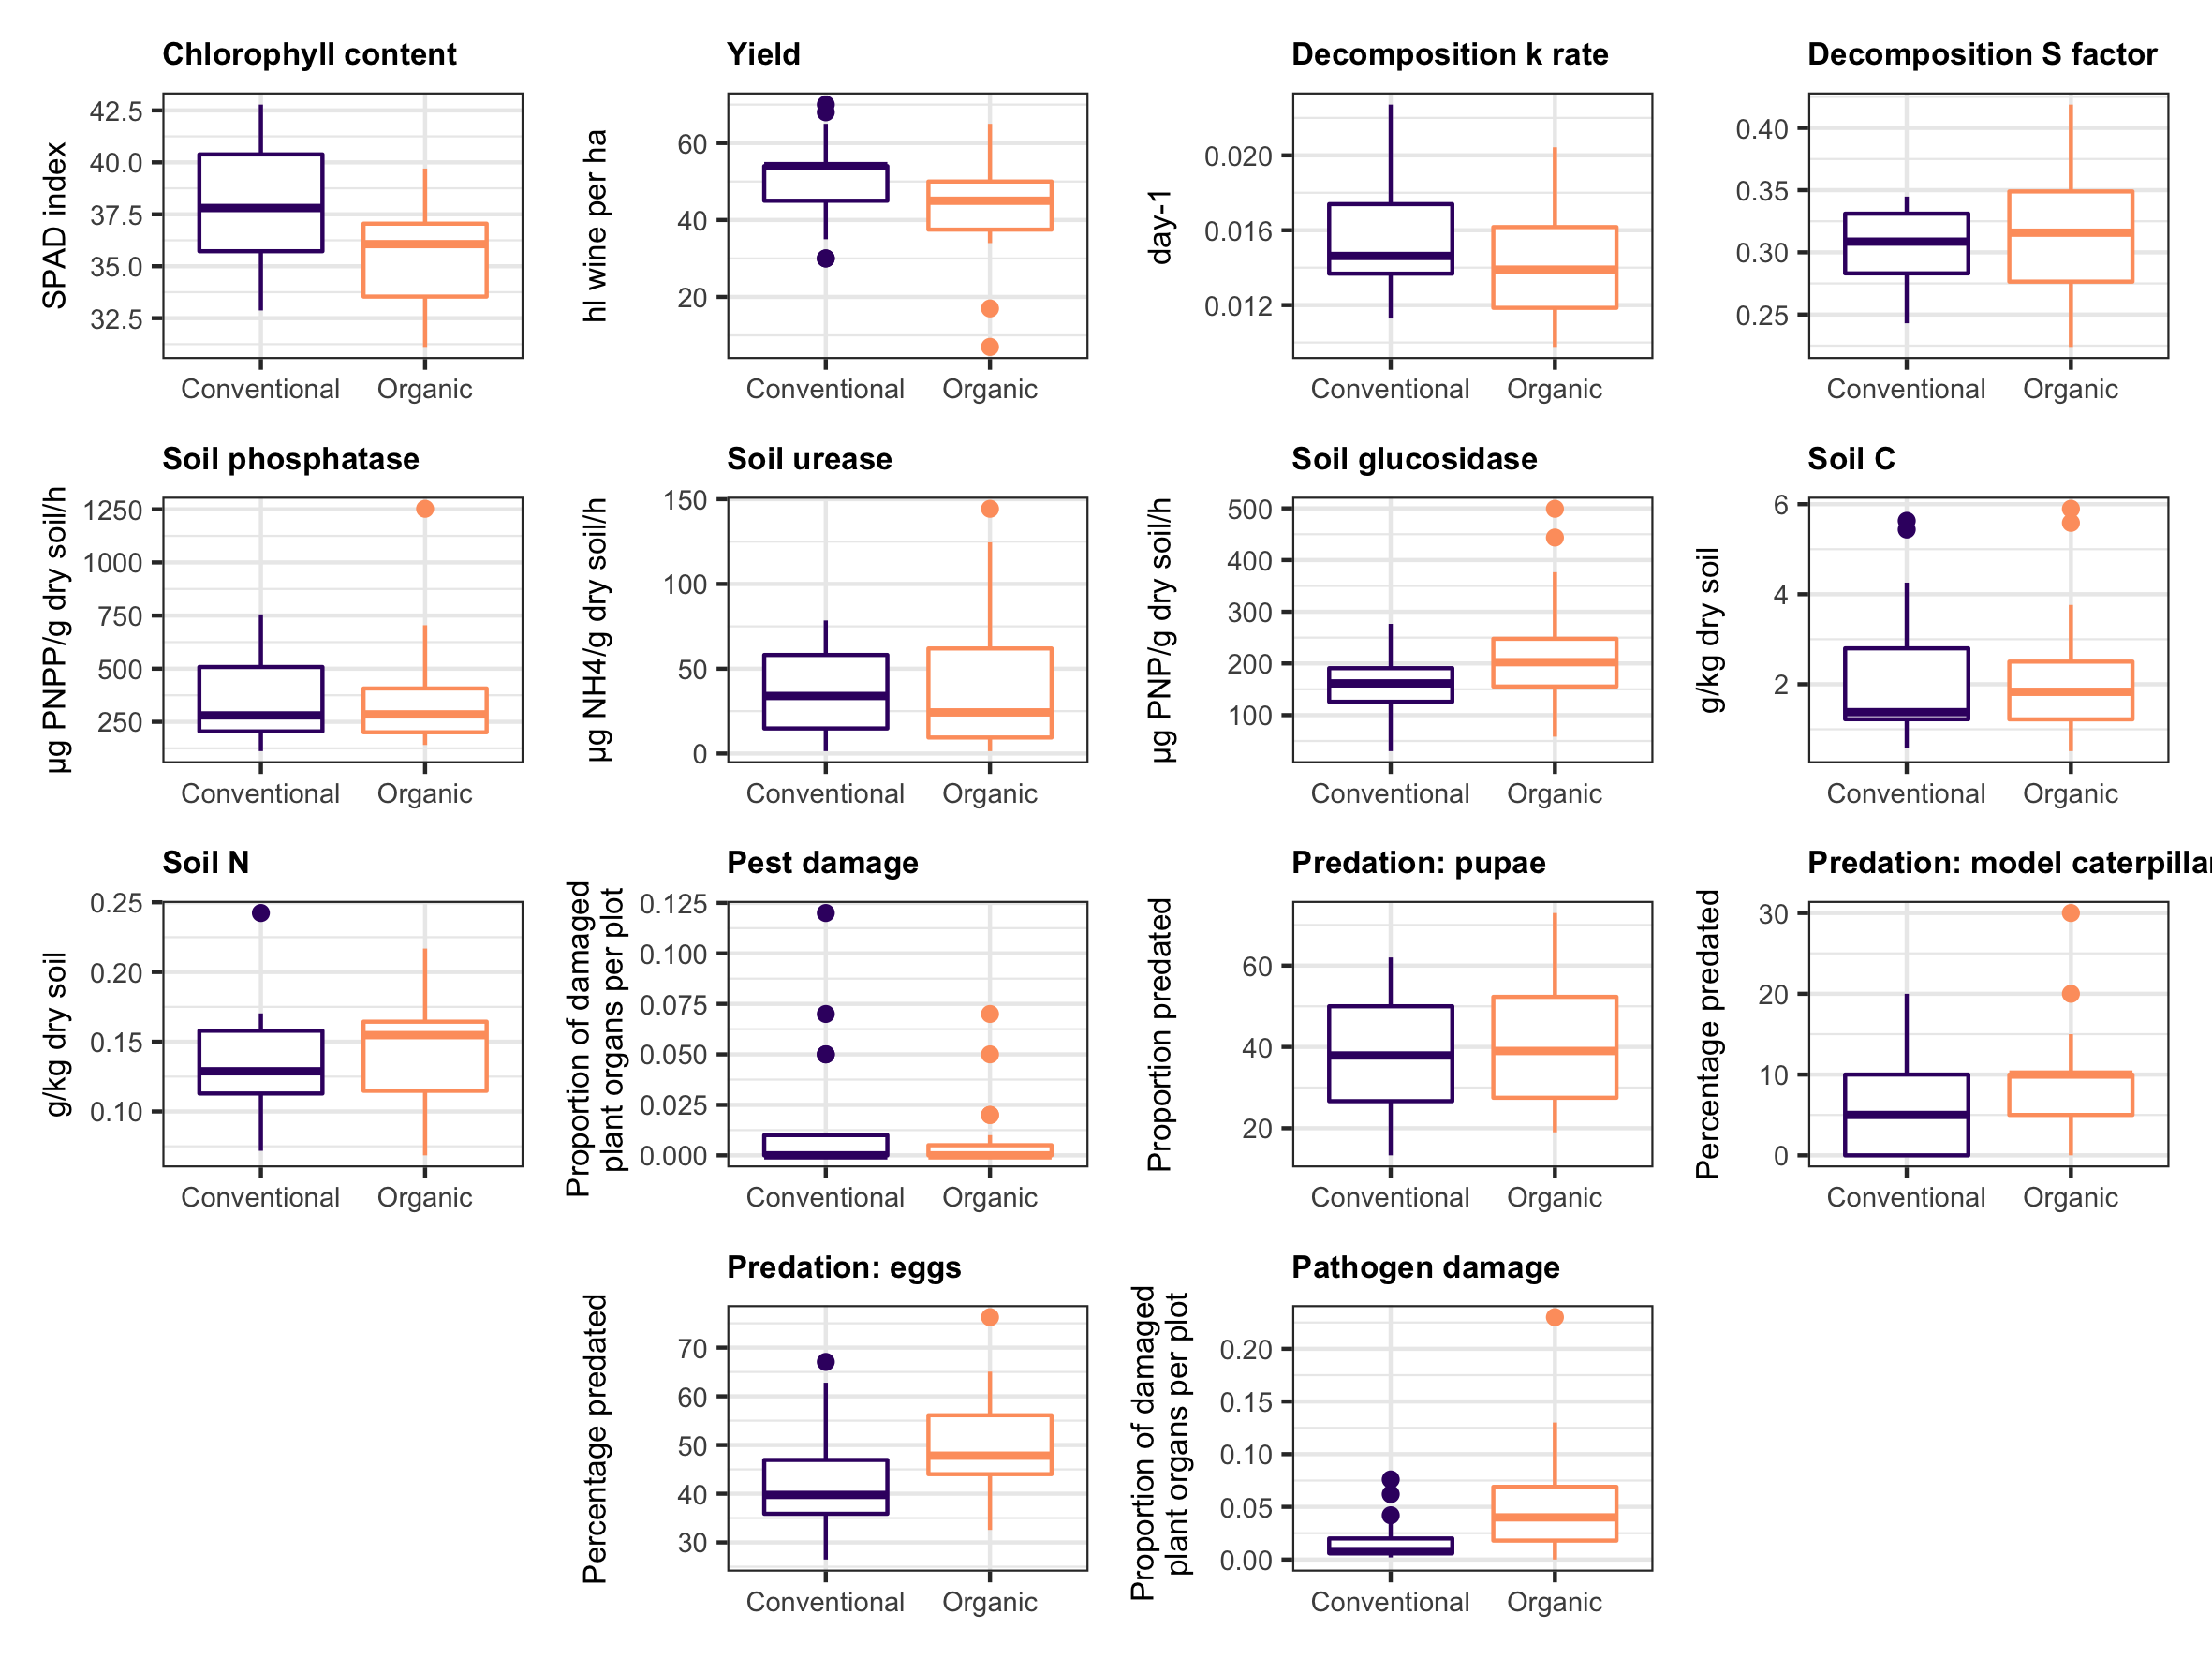 Chlorophyll content
SPAD index
42.5
40.0
37.5
35.0
32.5
Conventional Organic
Yield
hl wine per ha
60
40
20
Conventional Organic
Decomposition k rate
day-1
0.020
0.016
0.012
Conventional Organic
Decomposition S factor
0.40
0.35
0.30
0.25
Conventional Organic
Soil phosphatase
µg PNPP/g dry soil/h
1250
1000
750
500
250
Conventional Organic
Soil urease
µg NH4/g dry soil/h
150
100
50
0
Conventional Organic
Soil glucosidase
µg PNP/g dry soil/h
500
400
300
200
100
Conventional Organic
Soil C
g/kg dry soil
6
4
2
Conventional Organic
Soil N
g/kg dry soil
0.25
0.20
0.15
0.10
Conventional Organic
Pest damage
Proportion of damaged
plant organs per plot
0.125
0.100
0.075
0.050
0.025
0.000
Conventional Organic
Predation: pupae
Proportion predated
60
40
20
Conventional Organic
Predation: model caterpillar
Percentage predated
30
20
10
0
Conventional Organic
Predation: eggs
Percentage predated
70
60
50
40
30
Conventional Organic
Pathogen damage
Proportion of damaged
plant organs per plot
0.20
0.15
0.10
0.05
0.00
Conventional Organic